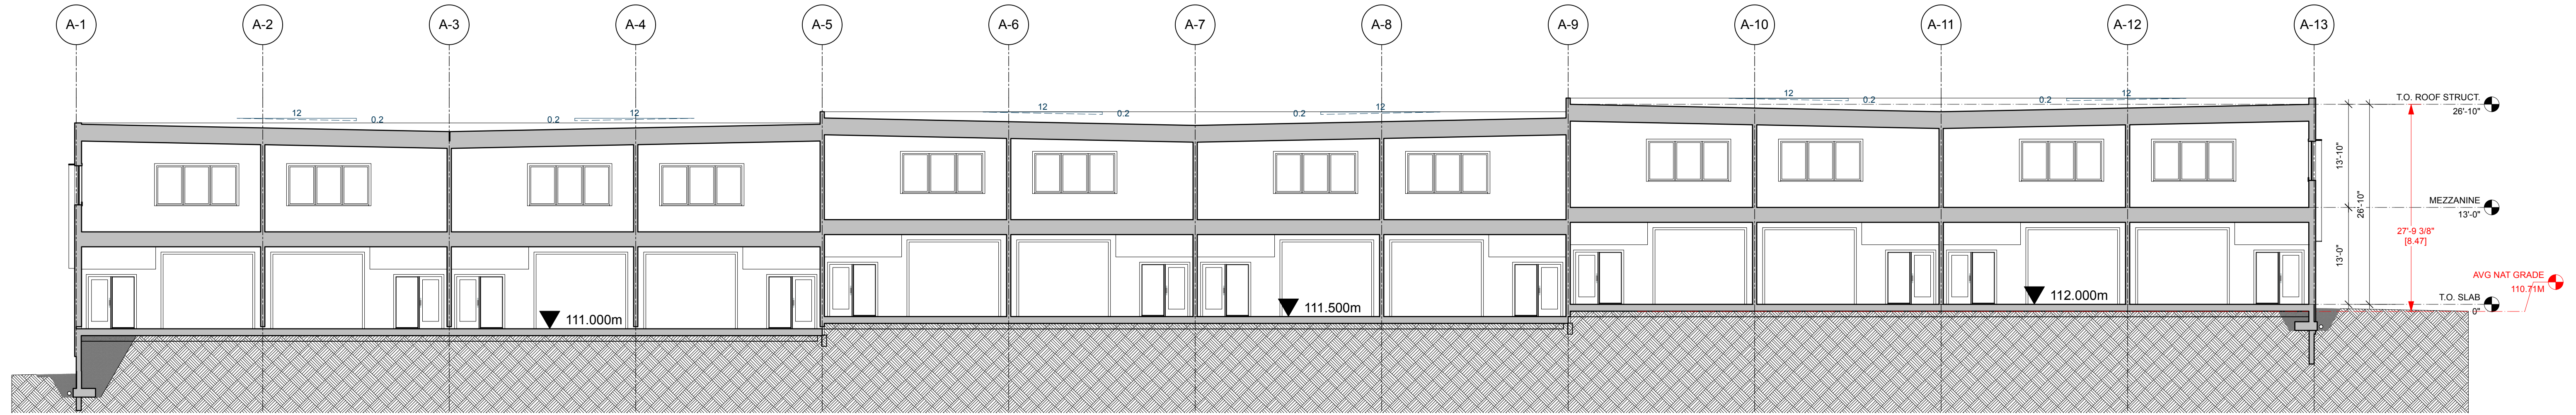 A-1
A-2
A-3
A-4
A-5
A-6
A-7
A-8
A-9
A-10
A-11
A-12
A-13
12
0.2
0.2
12
12
0.2
0.2
12
12
0.2
0.2
12
T.O. ROOF STRUCT.
26'-10"
13'-10"
26'-10"
MEZZANINE
13'-0"
27'-9 3/8"
[8.47]
13'-0"
AVG NAT GRADE
110.71M
T.O. SLAB
0"
111.000m
111.500m
112.000m